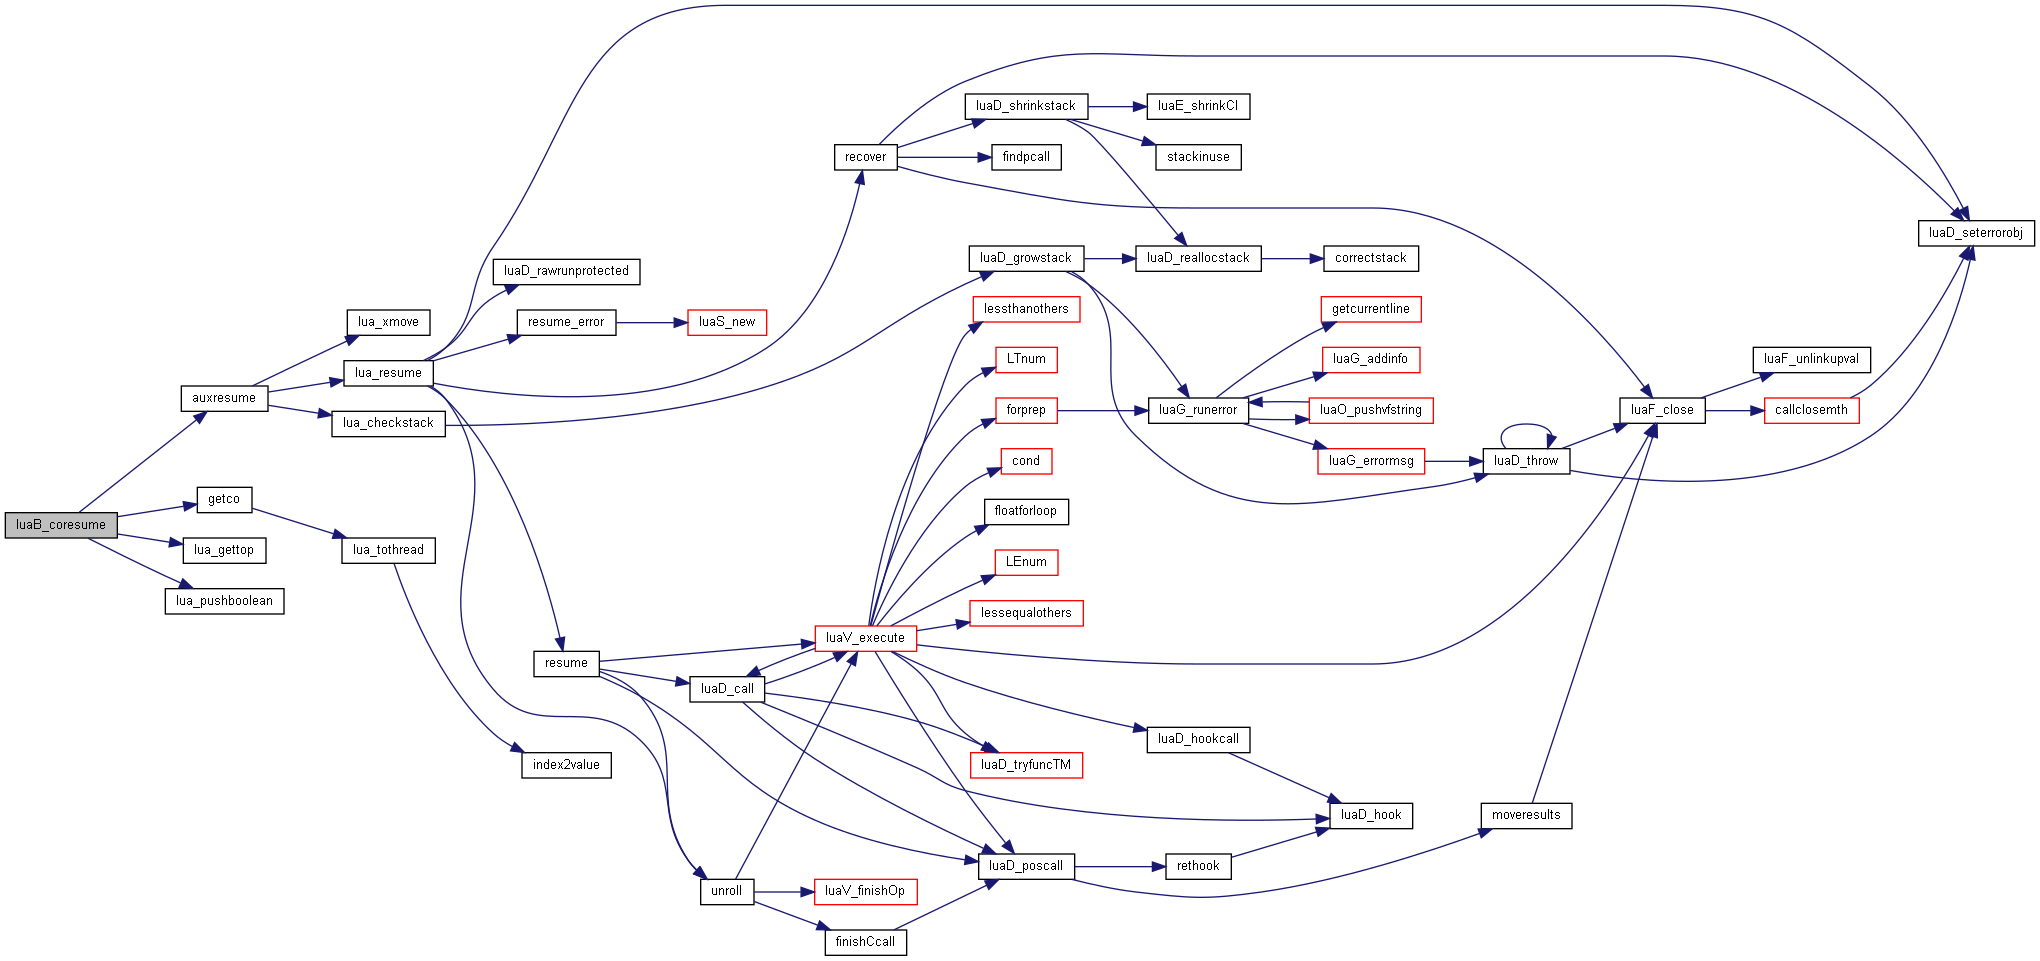 luaB_coresume
auxresume
getco
lua_gettop
lua_pushboolean
lua_xmove
lua_resume
lua_checkstack
lua_tothread
luaD_rawrunprotected
resume_error
resume
index2value
luaS_new
luaD_call
unroll
recover
luaV_execute
luaV_finishOp
finishCcall
luaD_shrinkstack
findpcall
luaD_growstack
lessthanothers
LTnum
forprep
cond
floatforloop
LEnum
lessequalothers
luaD_tryfuncTM
luaD_poscall
luaE_shrinkCI
stackinuse
luaD_reallocstack
luaG_runerror
luaD_hookcall
rethook
correctstack
getcurrentline
luaG_addinfo
luaO_pushvfstring
luaG_errormsg
luaD_hook
luaD_throw
moveresults
luaF_close
luaF_unlinkupval
callclosemth
luaD_seterrorobj